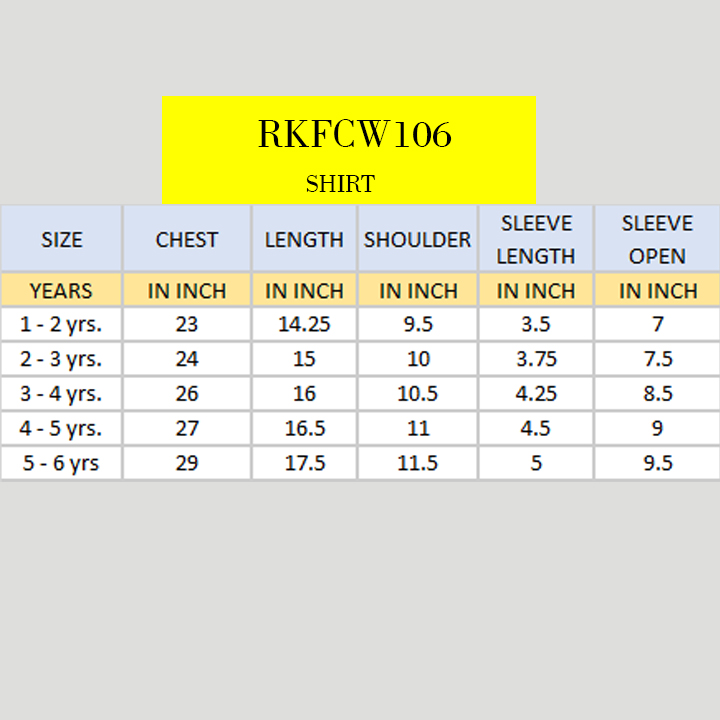 RKFCW106
SHIRT
SIZE CHEST LENGTH SHOULDER SLEEVE LENGTH SLEEVE OPEN
YEARS IN INCH IN INCH IN INCH IN INCH IN INCH
1 - 2 yrs. 23 14.25 9.5 3.5 7
2 - 3 yrs. 24 15 10 3.75 7.5
3 - 4 yrs. 26 16 10.5 4.25 8.5
4 - 5 yrs. 27 16.5 11 4.5 9
5 - 6 yrs 29 17.5 11.5 5 9.5